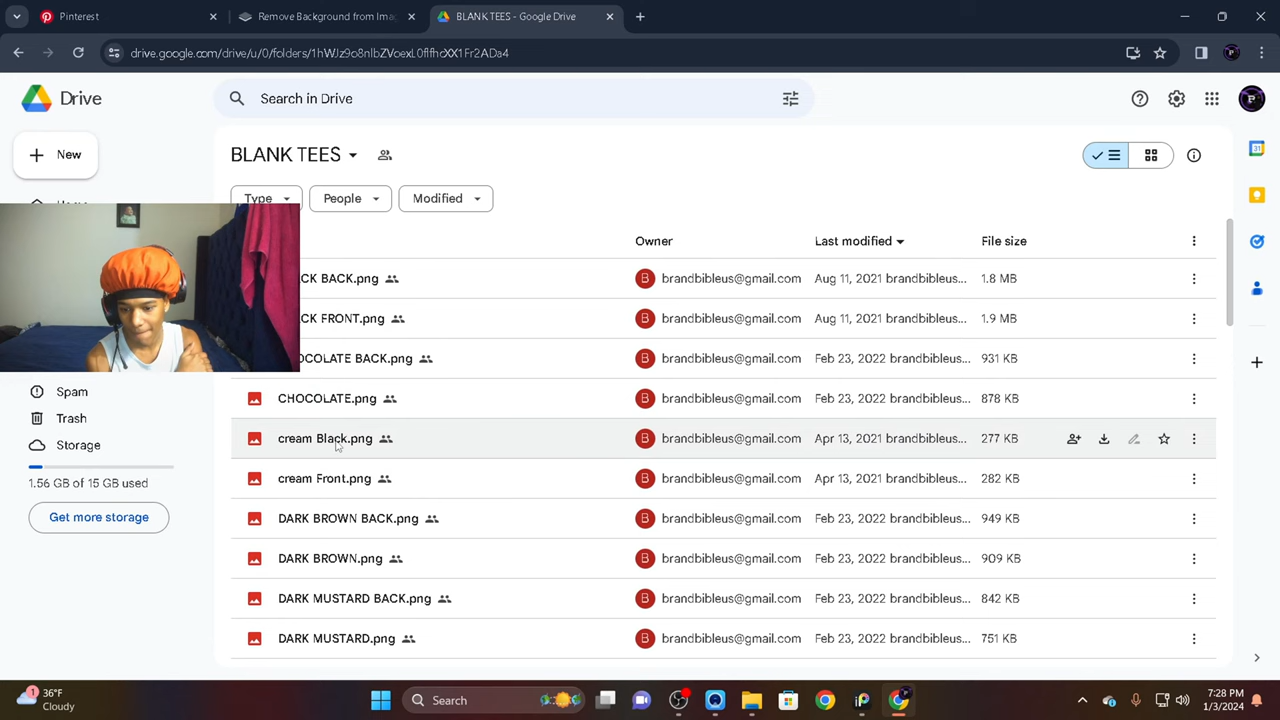 Pinterest
Remove Background from Imag
BLANK TEES - Google Drive
drive.google.com/drive/u/0/folders/1hWJz9o8nIbZVoexL0flfhcXX1Fr2ADa4
Drive
Search in Drive
New
BLANK TEES
Type
People
Modified
Owner
Last modified
File size
CK BACK.png
B
brandbibleus@gmail.com
Aug 11, 2021 brandbibleus...
1.8 MB
CK FRONT.png
B
brandbibleus@gmail.com
Aug 11, 2021 brandbibleus...
1.9 MB
OCOLATE BACK.png
B
brandbibleus@gmail.com
Feb 23, 2022 brandbibleus...
931 KB
CHOCOLATE.png
B
brandbibleus@gmail.com
Feb 23, 2022 brandbibleus...
878 KB
cream Black.png
B
brandbibleus@gmail.com
Apr 13, 2021 brandbibleus...
277 KB
cream Front.png
B
brandbibleus@gmail.com
Apr 13, 2021 brandbibleus...
282 KB
DARK BROWN BACK.png
B
brandbibleus@gmail.com
Feb 23, 2022 brandbibleus...
949 KB
DARK BROWN.png
B
brandbibleus@gmail.com
Feb 23, 2022 brandbibleus...
909 KB
DARK MUSTARD BACK.png
B
brandbibleus@gmail.com
Feb 23, 2022 brandbibleus...
842 KB
DARK MUSTARD.png
B
brandbibleus@gmail.com
Feb 23, 2022 brandbibleus...
751 KB
Spam
Trash
Storage
1.56 GB of 15 GB used
Get more storage
31
1
36°F
Cloudy
Search
7:28 PM
1/3/2024